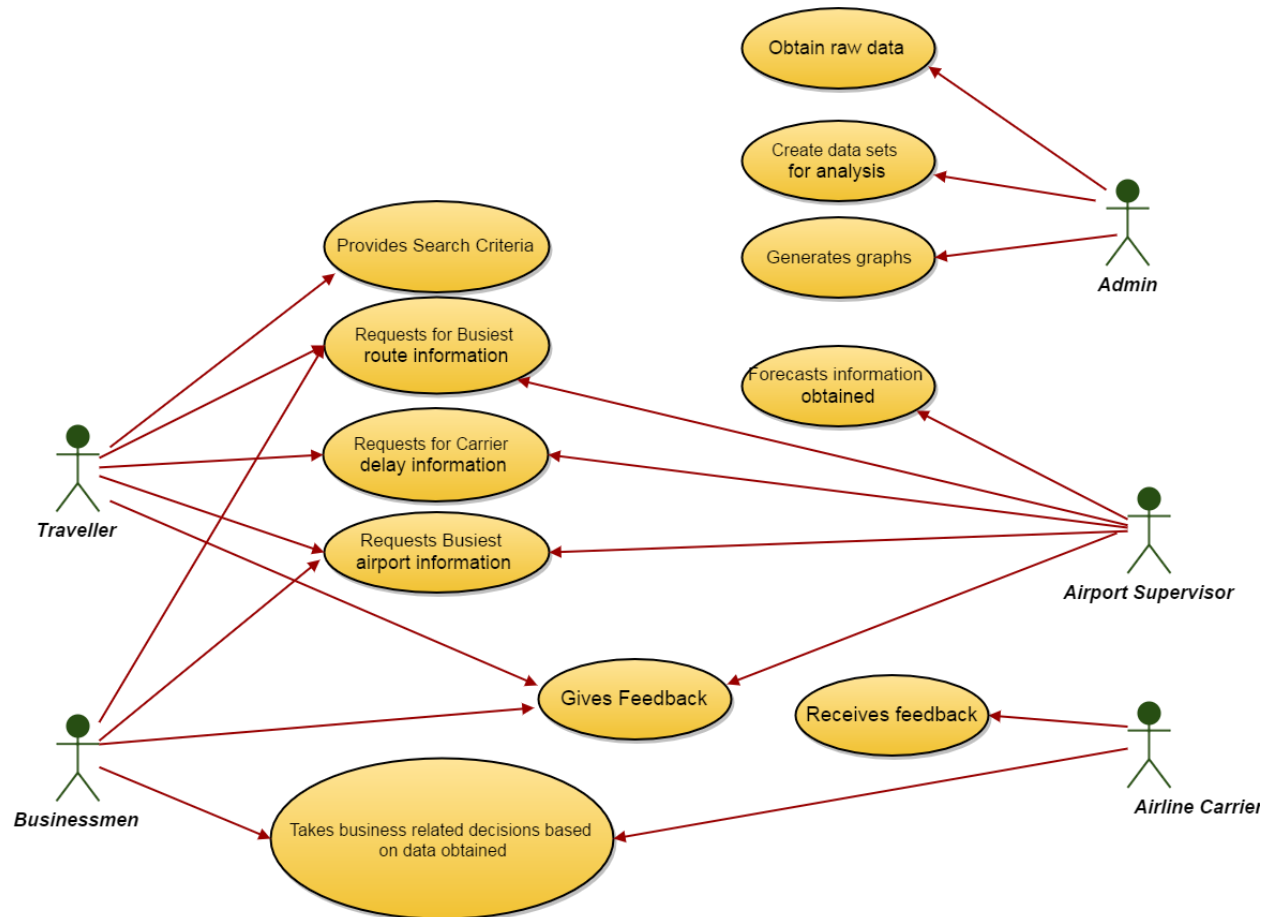 Obtain raw data
Create data sets
for analysis
Generates graphs
Admin
Provides Search Criteria
Requests for Busiest
route information
Forecasts information
obtained
Requests for Carrier
delay information
Traveller
Requests Busiest
airport information
Airport Supervisor
Gives Feedback
Receives feedback
Businessmen
Airline Carrier
Takes business related decisions based
on data obtained